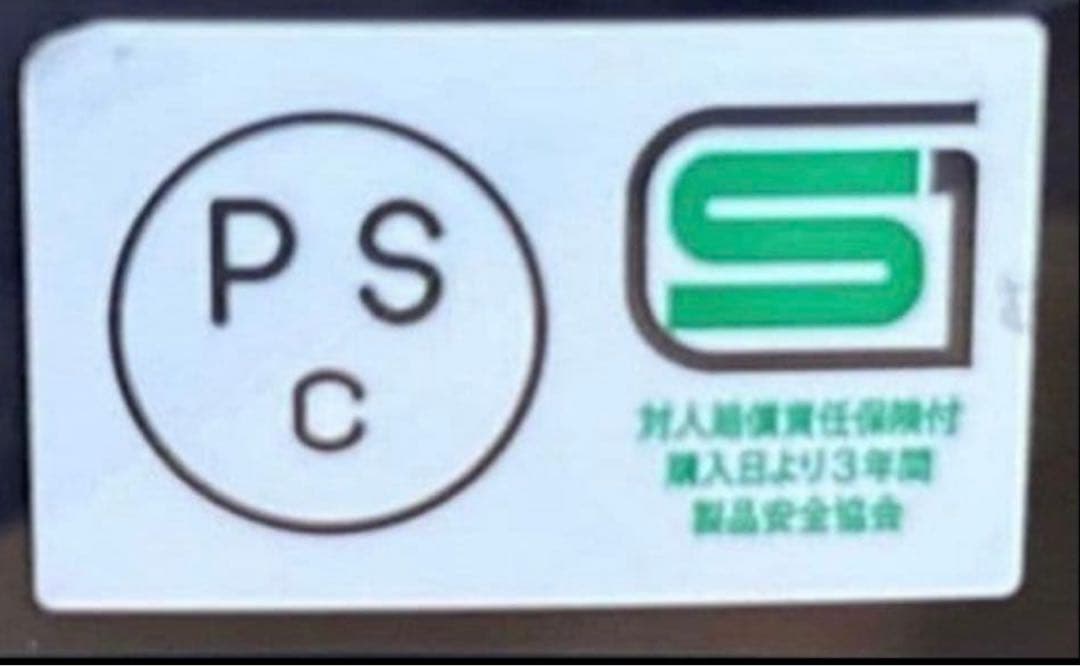 P S
C
SG
対人賠償責任保険付
購入日より3年間
製品安全協会